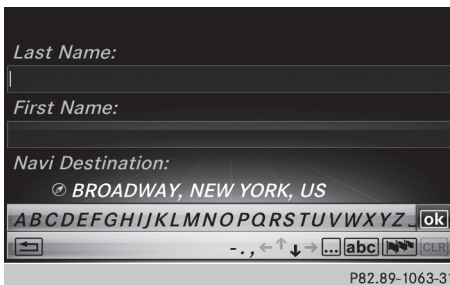 Last Name:
First Name:
Navi Destination:
BROADWAY, NEW YORK, US
ABCDEFGHIJKLMNOPQRSTUVWXYZ_ ok
- . , ←↑↓→ ... abc CLR
P82.89-1063-31